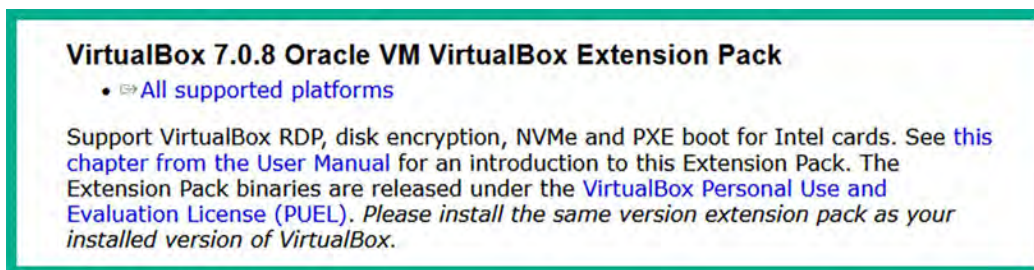 VirtualBox 7.0.8 Oracle VM VirtualBox Extension Pack
• All supported platforms
Support VirtualBox RDP, disk encryption, NVMe and PXE boot for Intel cards. See this
chapter from the User Manual for an introduction to this Extension Pack. The
Extension Pack binaries are released under the VirtualBox Personal Use and
Evaluation License (PUEL). Please install the same version extension pack as your
installed version of VirtualBox.